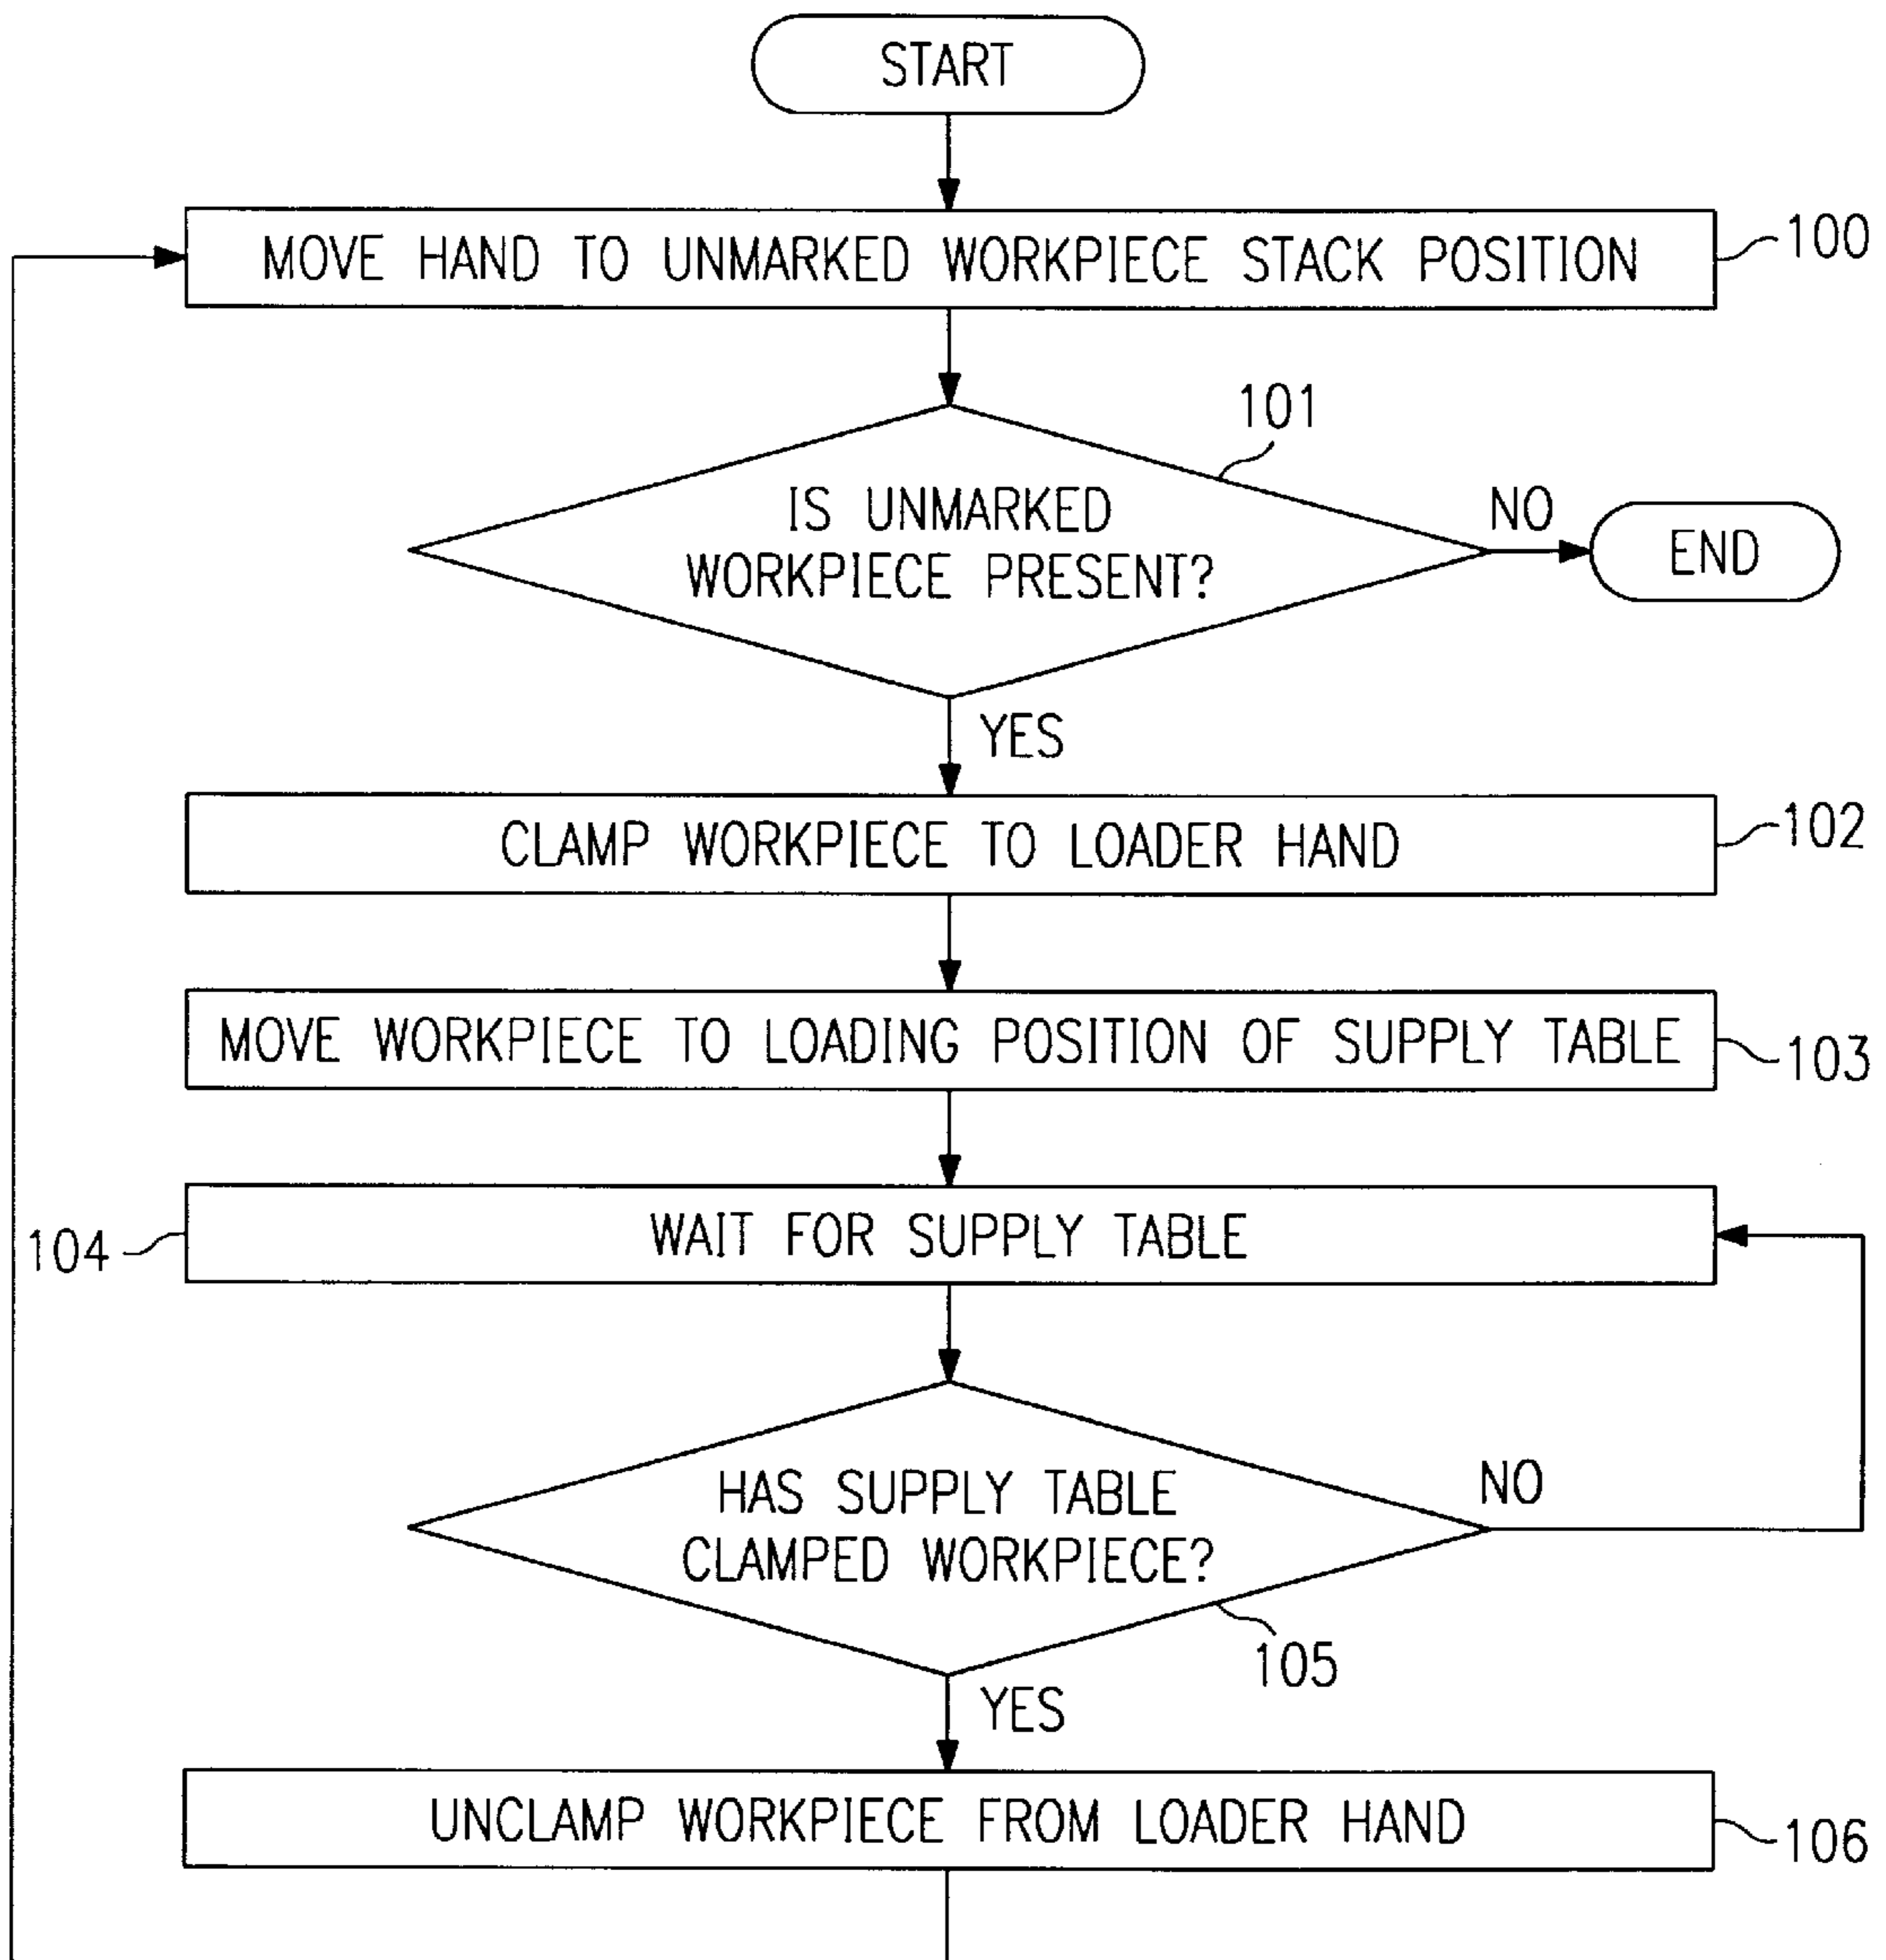 START
MOVE HAND TO UNMARKED WORKPIECE STACK POSITION
100
101
IS UNMARKED
WORKPIECE PRESENT?
NO
END
YES
CLAMP WORKPIECE TO LOADER HAND
102
MOVE WORKPIECE TO LOADING POSITION OF SUPPLY TABLE
103
WAIT FOR SUPPLY TABLE
104
HAS SUPPLY TABLE
CLAMPED WORKPIECE?
NO
105
YES
UNCLAMP WORKPIECE FROM LOADER HAND
106